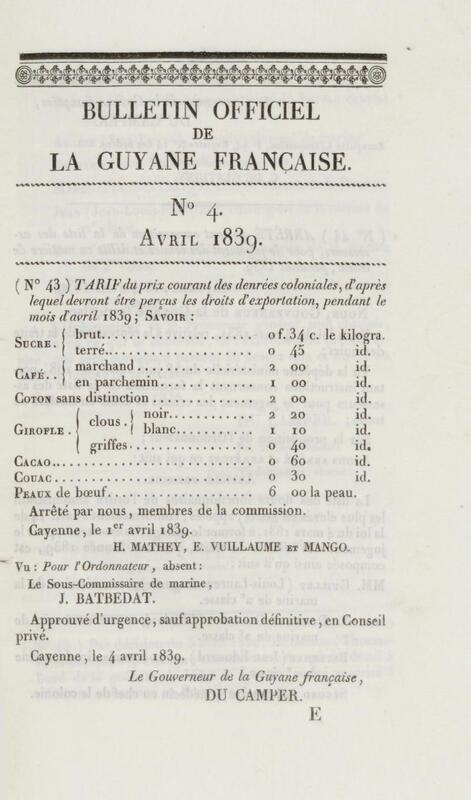 BULLETIN OFFICIEL
DE
LA GUYANE FRANÇAISE.
Nº 4.
AVRIL 1839.
( Nº 43 ) TARIF du prix courant des denrées coloniales, d'après
lequel devront être perçus les droits d'exportation, pendant le
mois d'avril 1839 ; SAVOIR :
SUCRE. { brut.................... 0 f. 34 c. le kilogra.
terré.................... 0 45 id.
CAFÉ. . { marchand................ 2 00 id.
en parchemin............. 1 00 id.
COTON sans distinction................ 2 00 id.
GIROFLE. { clous. { noir............ 2 20 id.
blanc............ 1 10 id.
griffes................ 0 40 id.
CACAO........................ 0 60 id.
COUAC........................ 0 30 id.
PEAUX de bœuf.................... 6 00 la peau.
Arrêté par nous, membres de la commission.
Cayenne, le 1er avril 1839.
H. MATHEY, E. VUILLAUME ET MANGO.
Vu : Pour l'Ordonnateur, absent :
Le Sous-Commissaire de marine,
J. BATBEDAT.
Approuvé d'urgence, sauf approbation définitive, en Conseil
privé.
Cayenne, le 4 avril 1839.
Le Gouverneur de la Guyane française,
DU CAMPER.
E